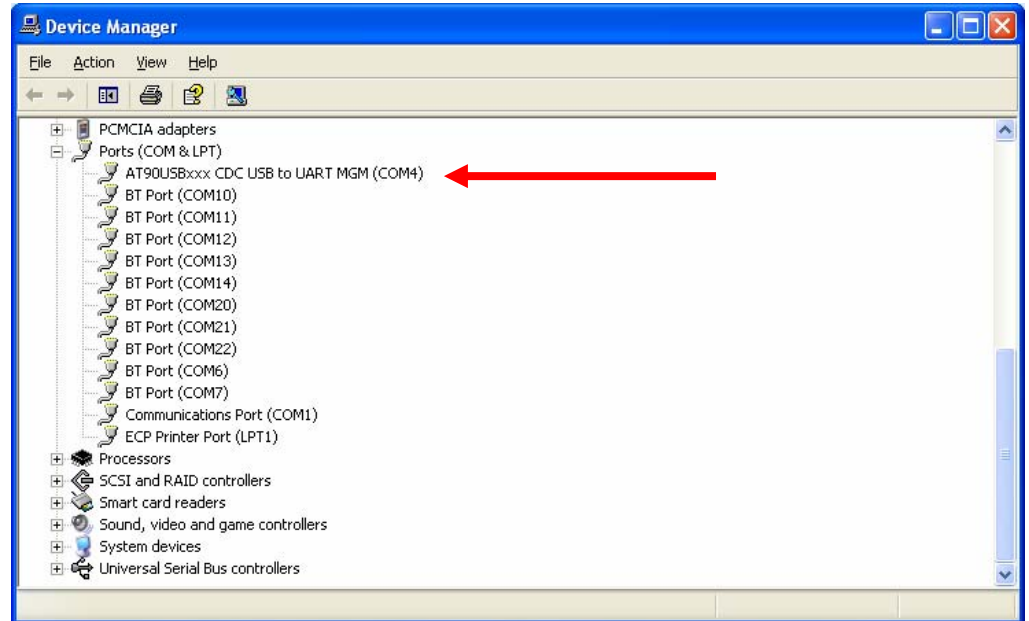 Device Manager
File Action View Help
PCMCIA adapters
Ports (COM & LPT)
AT90USBxxx CDC USB to UART MGM (COM4)
BT Port (COM10)
BT Port (COM11)
BT Port (COM12)
BT Port (COM13)
BT Port (COM14)
BT Port (COM20)
BT Port (COM21)
BT Port (COM22)
BT Port (COM6)
BT Port (COM7)
Communications Port (COM1)
ECP Printer Port (LPT1)
Processors
SCSI and RAID controllers
Smart card readers
Sound, video and game controllers
System devices
Universal Serial Bus controllers